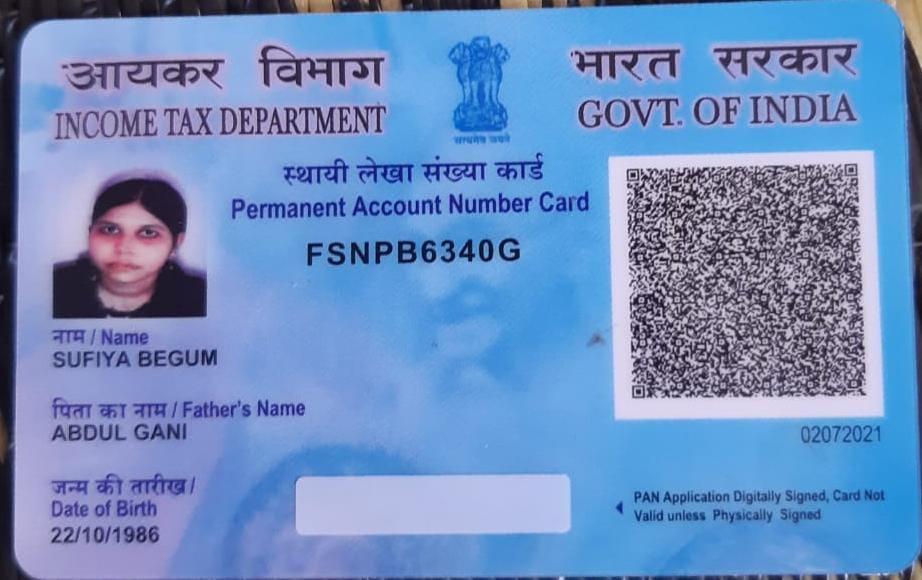 आयकर विभाग
INCOME TAX DEPARTMENT
भारत सरकार
GOVT. OF INDIA
सत्यमेव जयते
स्थायी लेखा संख्या कार्ड
Permanent Account Number Card
FSNPB6340G
नाम / Name
SUFIYA BEGUM
पिता का नाम / Father's Name
ABDUL GANI
02072021
जन्म की तारीख /
Date of Birth
22/10/1986
PAN Application Digitally Signed, Card Not
Valid unless Physically Signed